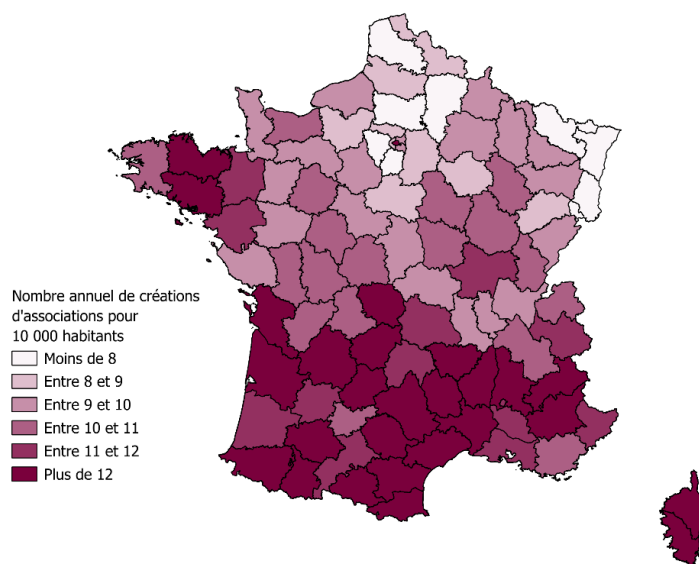 Nombre annuel de créations
d'associations pour
10 000 habitants
Moins de 8
Entre 8 et 9
Entre 9 et 10
Entre 10 et 11
Entre 11 et 12
Plus de 12